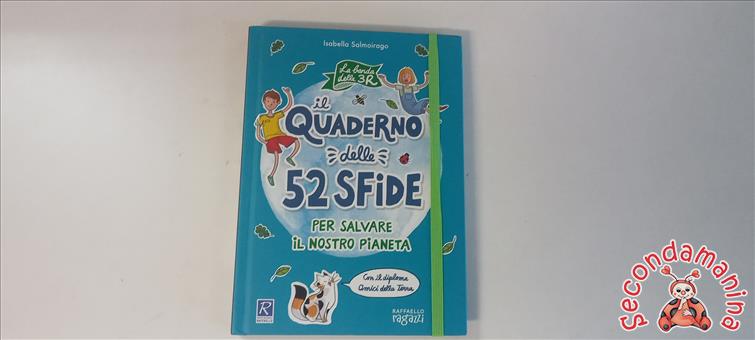 Isabella Salmoirago
La banda
delle 3R
il
QUADERNO
delle
52 SFiDE
PER SALVARE
iL NOSTRO PiANETA
Con il diploma
Amici della Terra
R
RAFFAELLO
ragazzi
Secondamanina